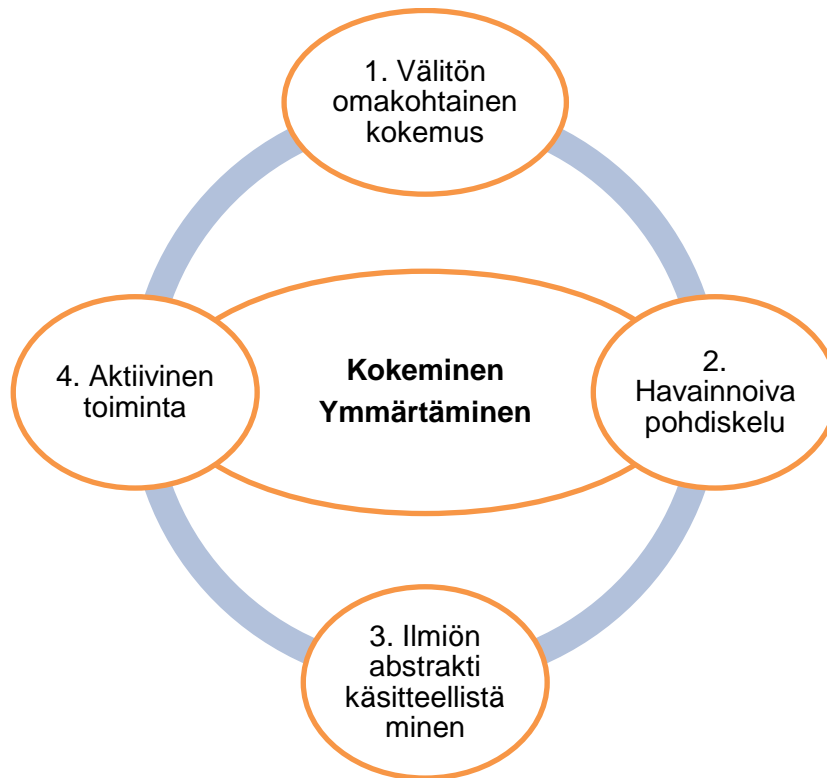 1. Välitön
omakohtainen
kokemus
2.
Havainnoiva
pohdiskelu
3. Ilmiön
abstrakti
käsitteellistä
minen
4. Aktiivinen
toiminta
Kokeminen
Ymmärtäminen